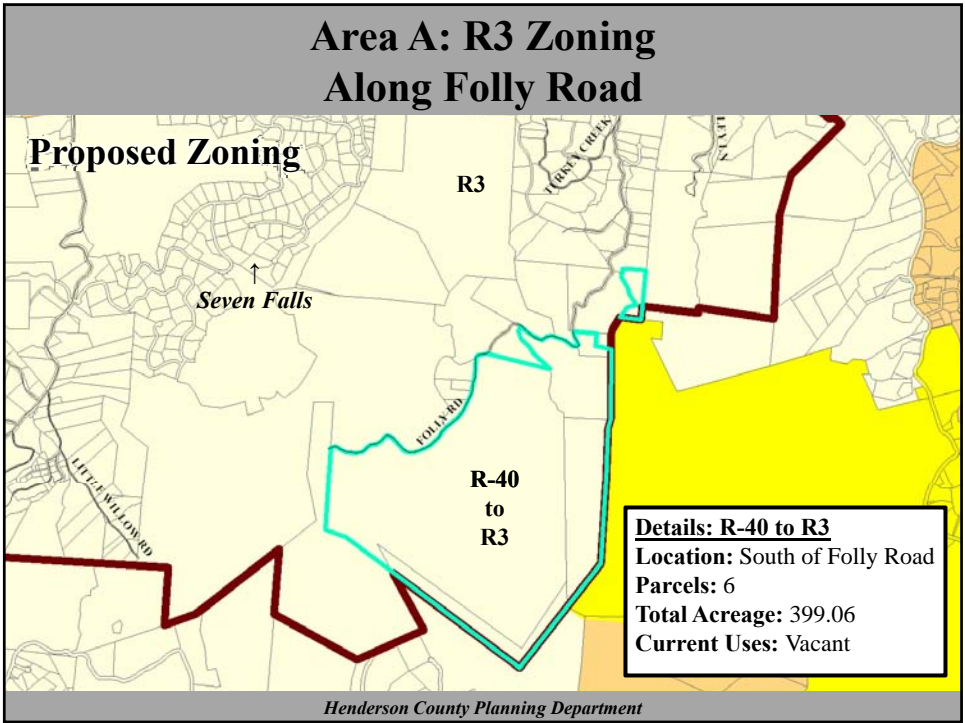 Area A: R3 Zoning
Along Folly Road
Proposed Zoning
R3
TURKEY CREEK
↑
Seven Falls
FOLLY RD
LITTLE WILLOW RD
R-40
to
R3
Details: R-40 to R3
Location: South of Folly Road
Parcels: 6
Total Acreage: 399.06
Current Uses: Vacant
Henderson County Planning Department